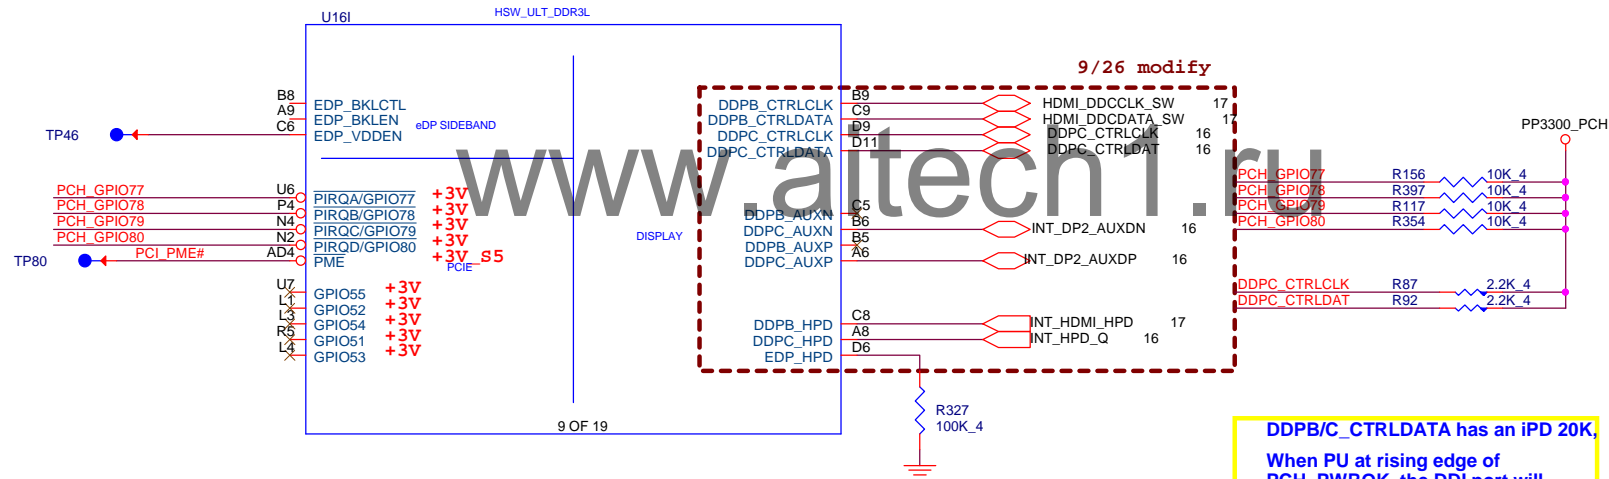 U16I
HSW_ULT_DDR3L
9/26 modify
B8 EDP_BKLCTL
A9 EDP_BKLEN
TP46 C6 EDP_VDDEN
eDP SIDEBAND
PCH_GPIO77 U6 PIRQA/GPIO77 +3V
PCH_GPIO78 P4 PIRQB/GPIO78 +3V
PCH_GPIO79 N4 PIRQC/GPIO79 +3V
PCH_GPIO80 N2 PIRQD/GPIO80 +3V
TP80 PCI_PME# AD4 PME +3V_S5
PCIE
U7 GPIO55 +3V
L1 GPIO52 +3V
L3 GPIO54 +3V
R5 GPIO51 +3V
L4 GPIO53 +3V
DISPLAY
9 OF 19
DDPB_CTRLCLK B9 HDMI_DDCCLK_SW 17
DDPB_CTRLDATA C9 HDMI_DDCDATA_SW 17
DDPC_CTRLCLK D9 DDPC_CTRLCLK 16
DDPC_CTRLDATA D11 DDPC_CTRLDAT 16
DDPB_AUXN C5
DDPC_AUXN B6 INT_DP2_AUXDN 16
DDPB_AUXP B5
DDPC_AUXP A6 INT_DP2_AUXDP 16
DDPB_HPD C8 INT_HDMI_HPD 17
DDPC_HPD A8 INT_HPD_Q 16
EDP_HPD D6
R327
100K_4
PP3300_PCH
PCH_GPIO77 R156 10K_4
PCH_GPIO78 R397 10K_4
PCH_GPIO79 R117 10K_4
PCH_GPIO80 R354 10K_4
DDPC_CTRLCLK R87 2.2K_4
DDPC_CTRLDAT R92 2.2K_4
www.aitech1.ru
DDPB/C_CTRLDATA has an iPD 20K,
When PU at rising edge of
PCH_PWROK, the DDI port will